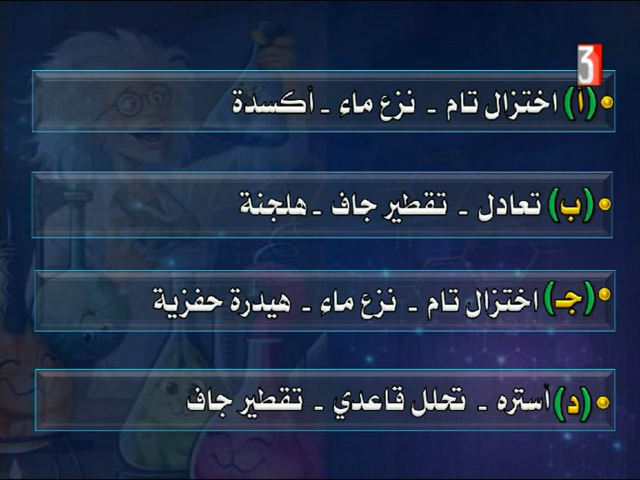 3
(أ) اختزال تام - نزع ماء - أكسدة
(ب) تعادل - تقطير جاف - هلجنة
(جـ) اختزال تام - نزع ماء - هيدرة حفزية
(د) أستره - تحلل قاعدي - تقطير جاف